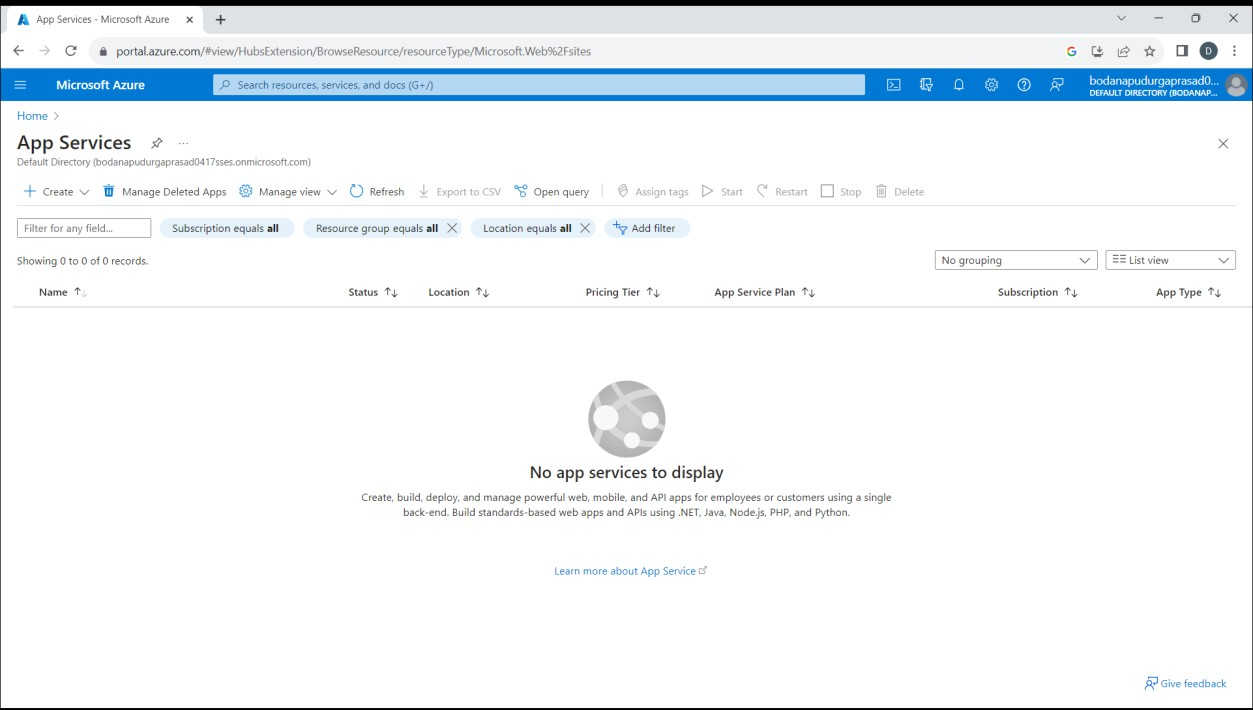 App Services - Microsoft Azure
portal.azure.com/#view/HubsExtension/BrowseResource/resourceType/Microsoft.Web%2Fsites
G
D
Microsoft Azure
Search resources, services, and docs (G+/)
bodanapudurgaprasad0...
DEFAULT DIRECTORY (BODANAP...
Home >
App Services
Default Directory (bodanapudurgaprasad0417sses.onmicrosoft.com)
Create Manage Deleted Apps Manage view Refresh Export to CSV Open query Assign tags Start Restart Stop Delete
Filter for any field... Subscription equals all Resource group equals all Location equals all Add filter
Showing 0 to 0 of 0 records.
No grouping
List view
Name Status Location Pricing Tier App Service Plan Subscription App Type
No app services to display
Create, build, deploy, and manage powerful web, mobile, and API apps for employees or customers using a single
back-end. Build standards-based web apps and APIs using .NET, Java, Node.js, PHP, and Python.
Learn more about App Service
Give feedback